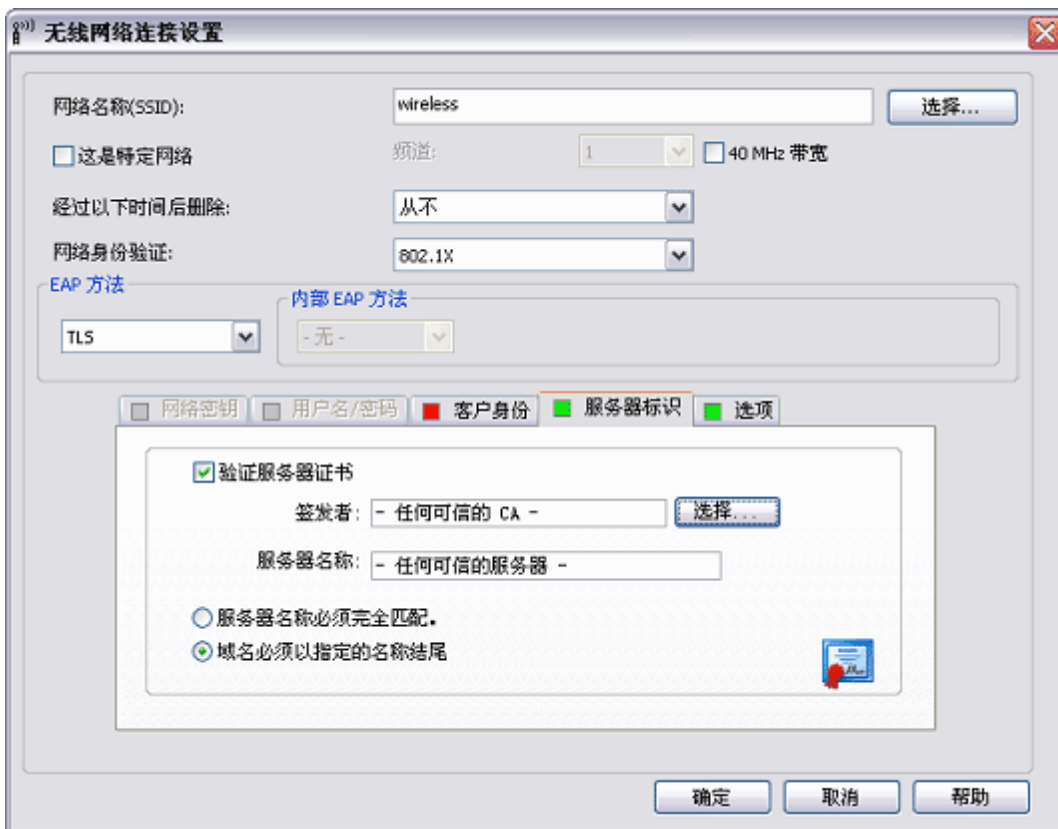 无线网络连接设置
网络名称(SSID): wireless 选择...
这是特定网络 频道: 1 40 MHz 带宽
经过以下时间后删除: 从不
网络身份验证: 802.1X
EAP 方法
内部 EAP 方法
TLS - 无 -
网络密钥 用户名/密码 客户身份 服务器标识 选项
验证服务器证书
签发者: - 任何可信的 CA - 选择...
服务器名称: - 任何可信的服务器 -
服务器名称必须完全匹配.
域名必须以指定的名称结尾
确定 取消 帮助